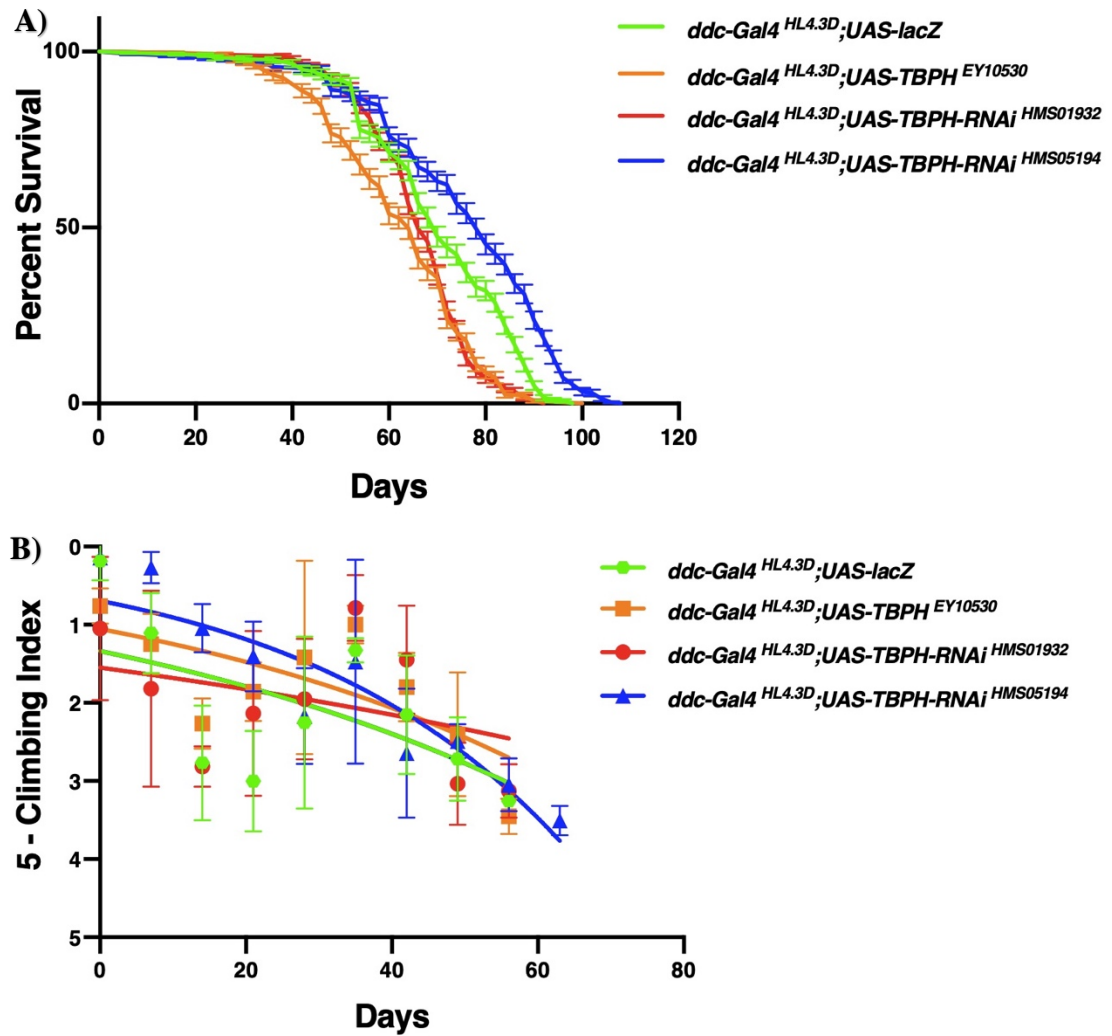 A)
Percent Survival
100
50
0
0 20 40 60 80 100 120
Days
ddc-Gal4 HL4.3D;UAS-lacZ
ddc-Gal4 HL4.3D;UAS-TBPH EY10530
ddc-Gal4 HL4.3D;UAS-TBPH-RNAi HMS01932
ddc-Gal4 HL4.3D;UAS-TBPH-RNAi HMS05194
B)
5 - Climbing Index
0
1
2
3
4
5
0 20 40 60 80
Days
ddc-Gal4 HL4.3D;UAS-lacZ
ddc-Gal4 HL4.3D;UAS-TBPH EY10530
ddc-Gal4 HL4.3D;UAS-TBPH-RNAi HMS01932
ddc-Gal4 HL4.3D;UAS-TBPH-RNAi HMS05194